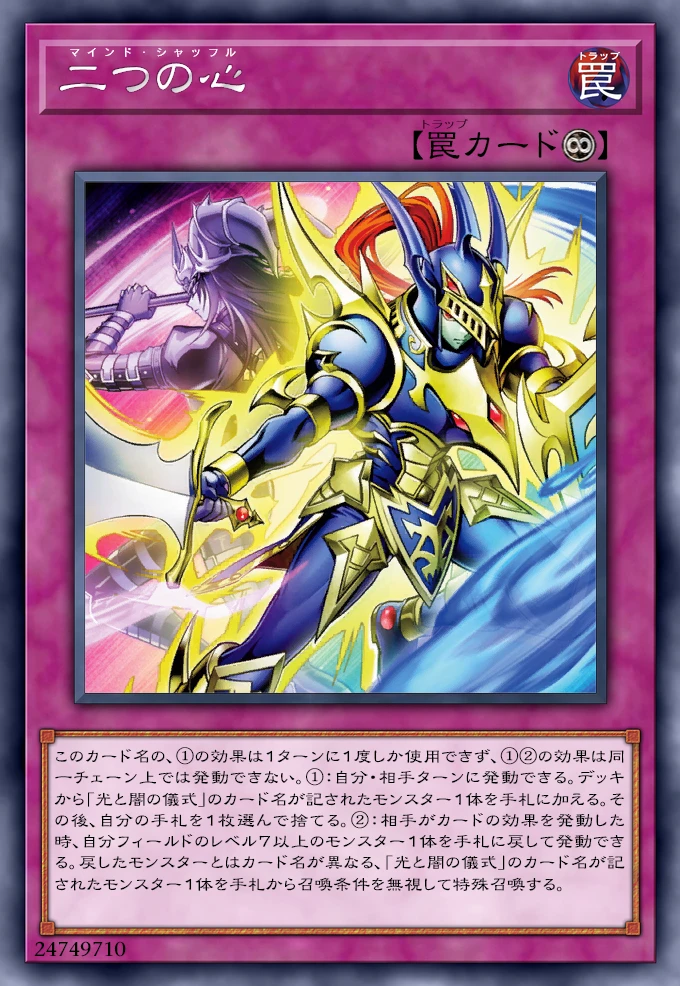 マインド・シャッフル
二つの心
トラップ
罠
トラップ
【罠カード♾】
このカード名の、①の効果は1ターンに1度しか使用できず、①②の効果は同
一チェーン上では発動できない。①：自分・相手ターンに発動できる。デッキ
から「光と闇の儀式」のカード名が記されたモンスター1体を手札に加える。そ
の後、自分の手札を1枚選んで捨てる。②：相手がカードの効果を発動した
時、自分フィールドのレベル7以上のモンスター1体を手札に戻して発動でき
る。戻したモンスターとはカード名が異なる、「光と闇の儀式」のカード名が記
されたモンスター1体を手札から召喚条件を無視して特殊召喚する。
24749710